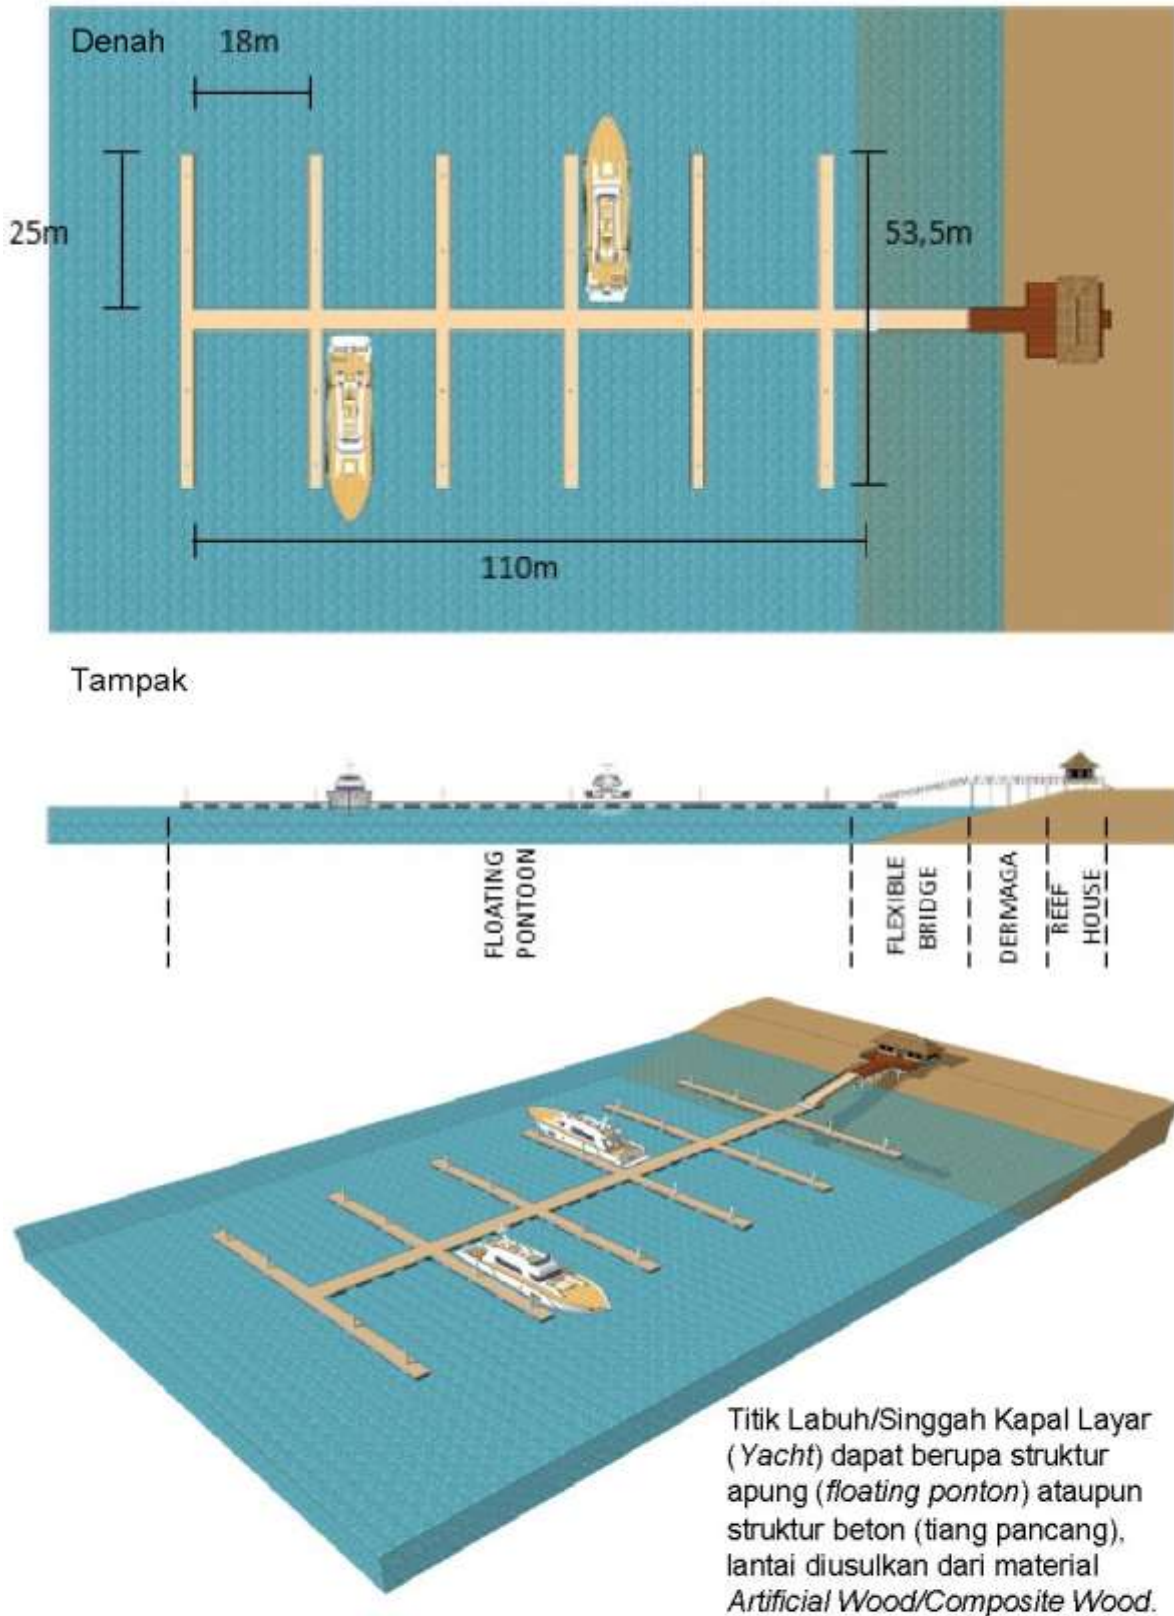 Denah
18m
25m
53,5m
110m
Tampak
FLOATING
PONTOON
FLEXIBLE
BRIDGE
DERMAGA
REEF
HOUSE
Titik Labuh/Singgah Kapal Layar
(Yacht) dapat berupa struktur
apung (floating ponton) ataupun
struktur beton (tiang pancang),
lantai diusulkan dari material
Artificial Wood/Composite Wood.